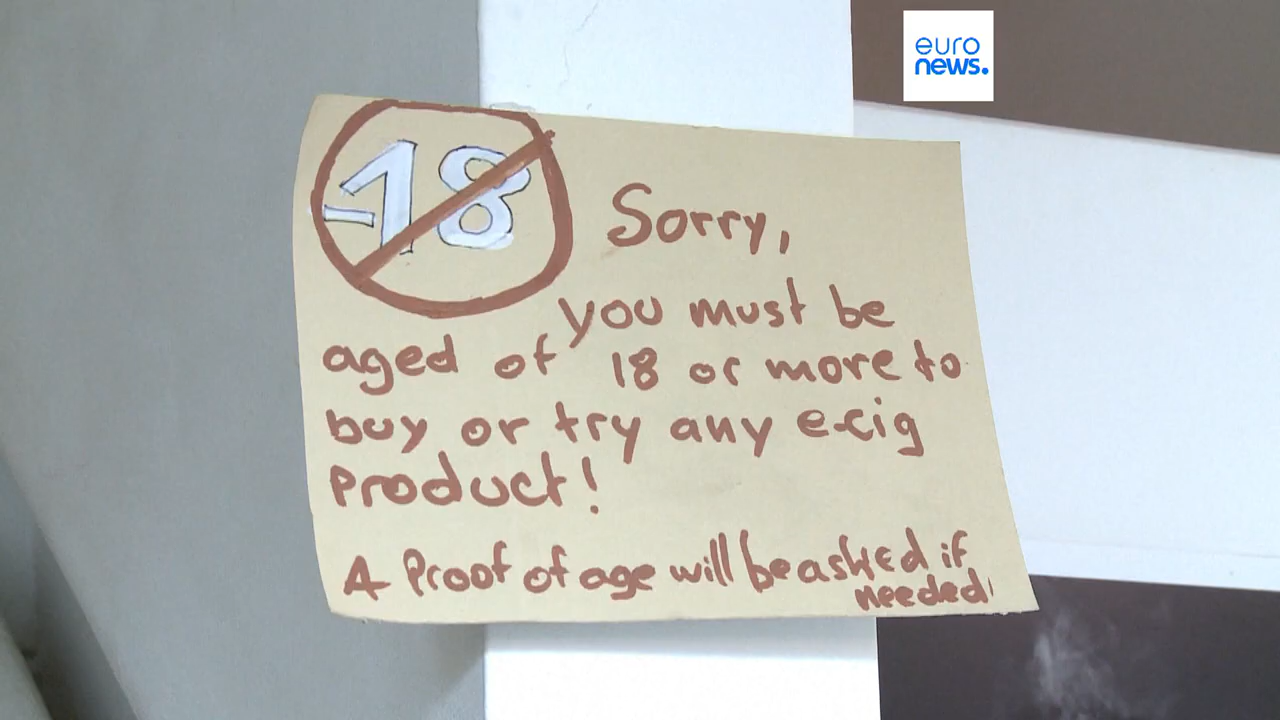 euro
news.
-18
Sorry,
you must be
aged of 18 or more to
buy or try any e-cig
product!
A Proof of age will be asked if
needed